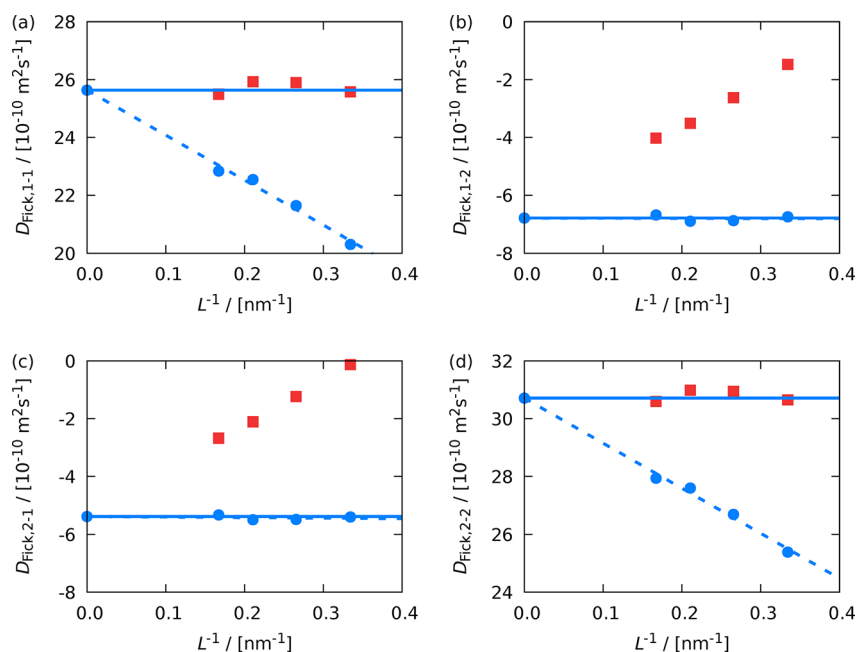 (a)
28
26
24
22
20
D_Fick,1-1 / [10^-10 m^2s^-1]
0.0 0.1 0.2 0.3 0.4
L^-1 / [nm^-1]
(b)
0
-2
-4
-6
-8
D_Fick,1-2 / [10^-10 m^2s^-1]
0.0 0.1 0.2 0.3 0.4
L^-1 / [nm^-1]
(c)
0
-2
-4
-6
-8
D_Fick,2-1 / [10^-10 m^2s^-1]
0.0 0.1 0.2 0.3 0.4
L^-1 / [nm^-1]
(d)
32
30
28
26
24
D_Fick,2-2 / [10^-10 m^2s^-1]
0.0 0.1 0.2 0.3 0.4
L^-1 / [nm^-1]